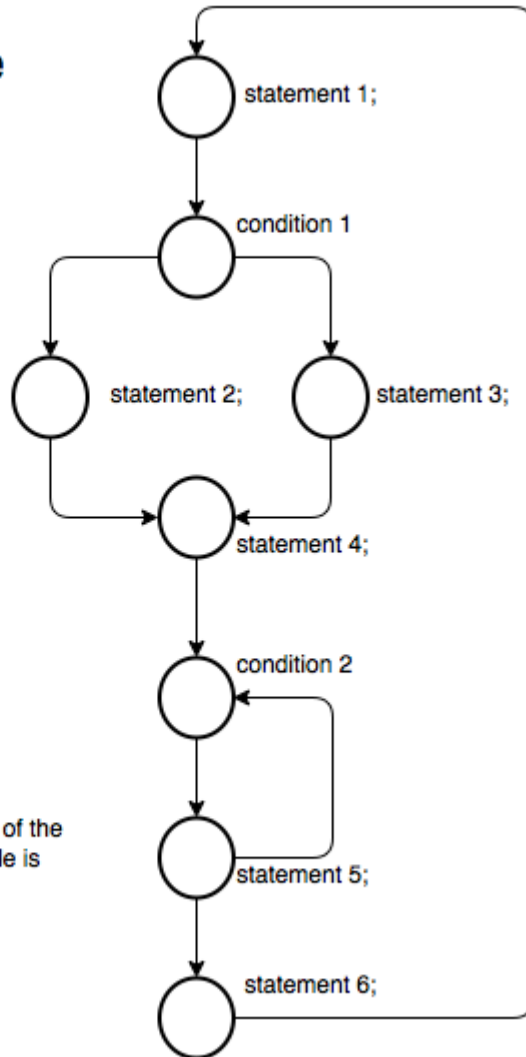 e
statement 1;
condition 1
statement 2;
statement 3;
statement 4;
condition 2
of the
le is
statement 5;
statement 6;